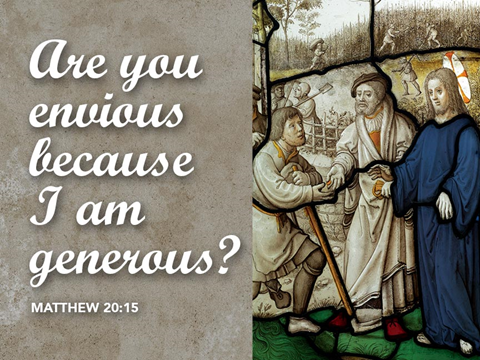 Are you
envious
because
I am
generous?
MATTHEW 20:15